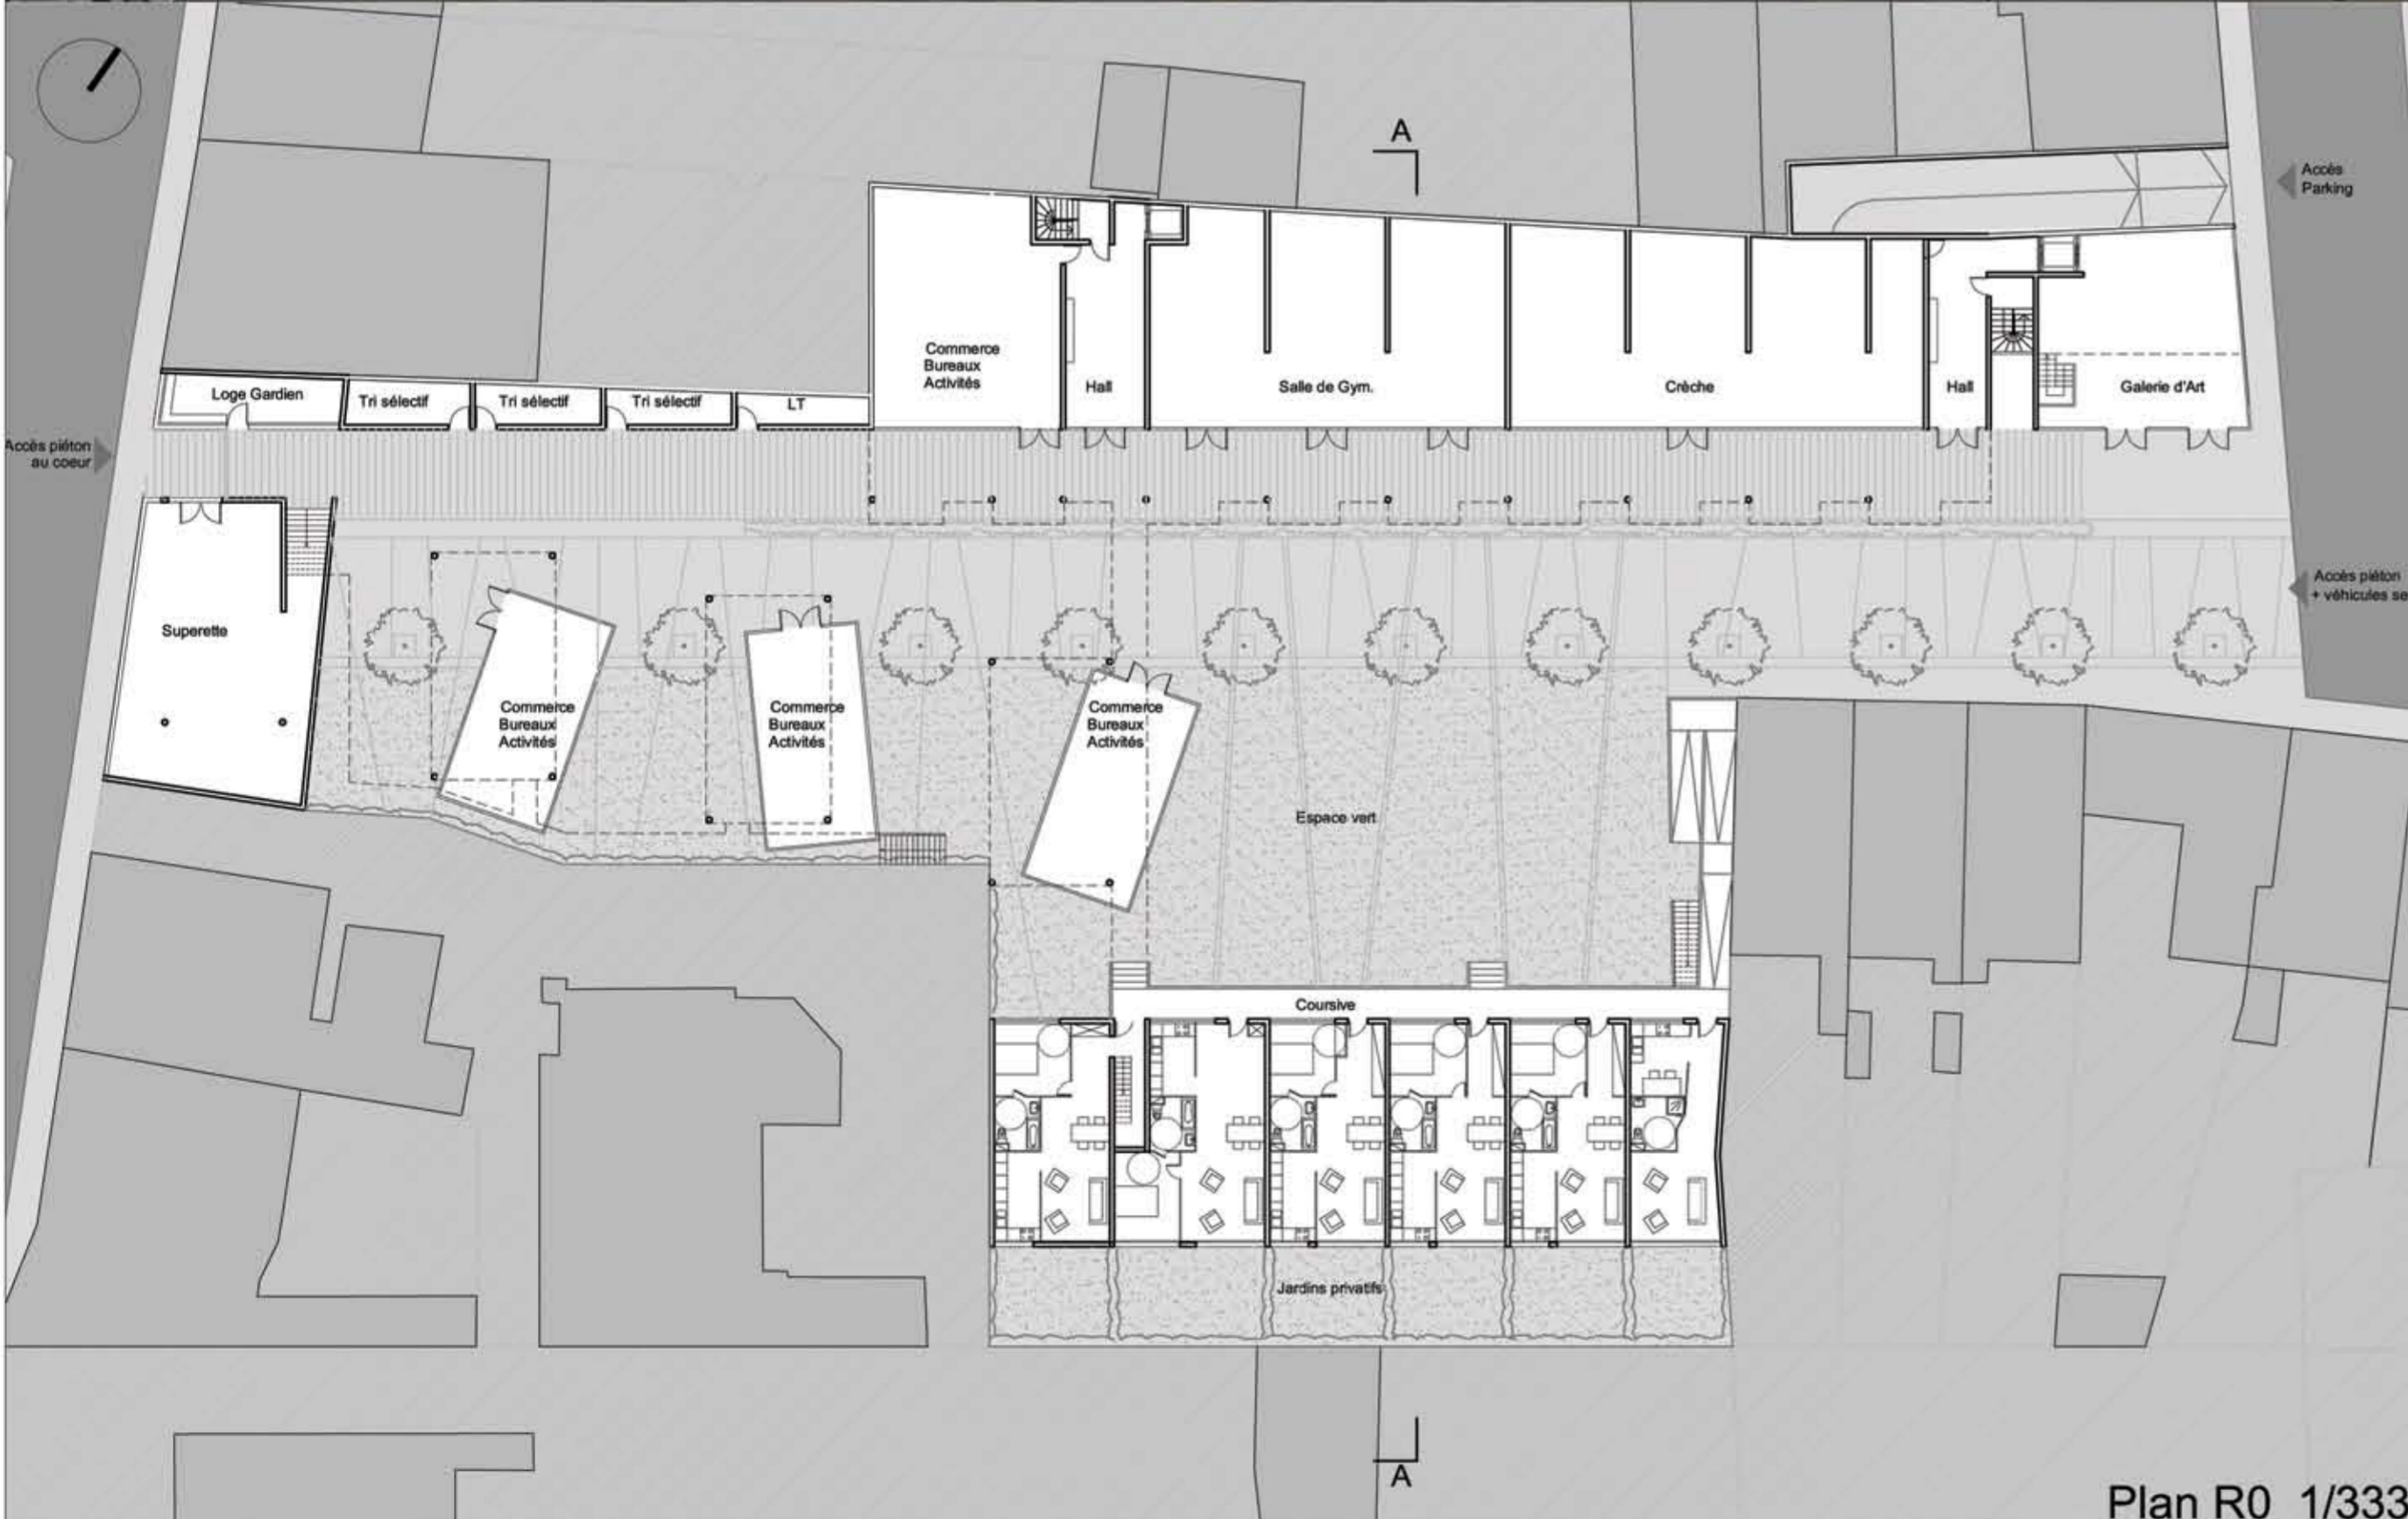 A
Accès
Parking
Commerce
Bureaux
Activités
Hall
Salle de Gym.
Crèche
Hall
Galerie d'Art
Loge Gardien
Tri sélectif
Tri sélectif
Tri sélectif
LT
Accès piéton
au coeur
Accès piéton
+ véhicules se
Superette
Commerce
Bureaux
Activités
Commerce
Bureaux
Activités
Commerce
Bureaux
Activités
Espace vert
Coursive
Jardins privatifs
A
Plan R0 1/333